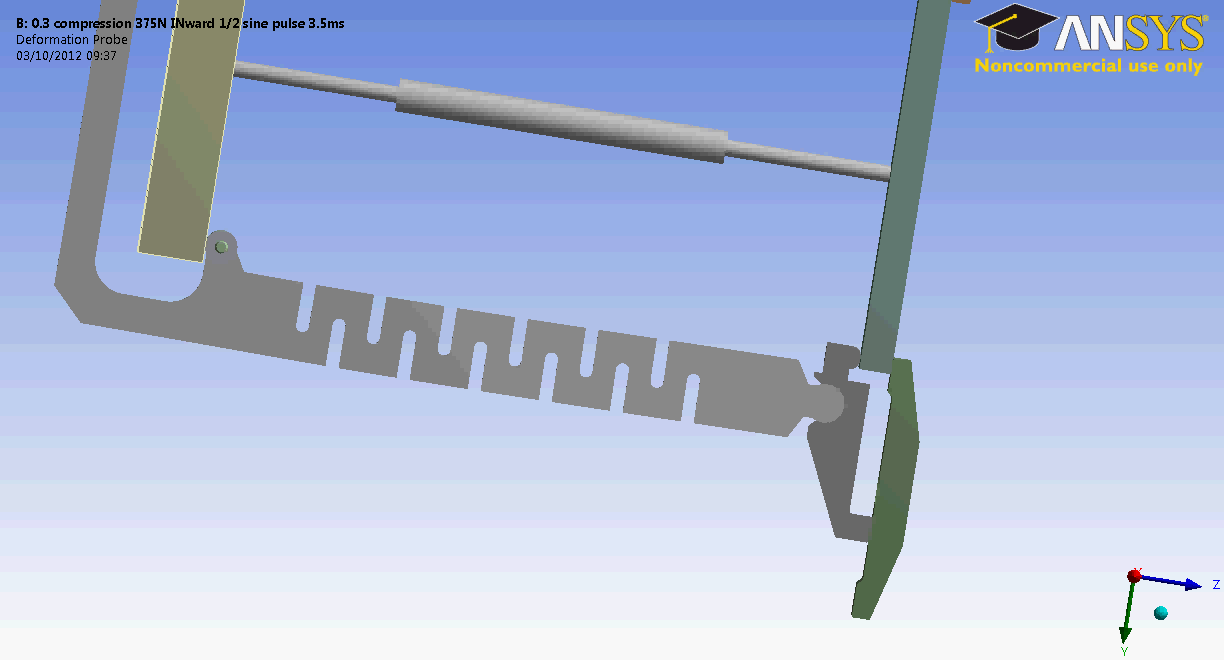 B: 0.3 compression 375N INward 1/2 sine pulse 3.5ms
Deformation Probe
03/10/2012 09:37
ANSYS®
Noncommercial use only
X
Z
Y